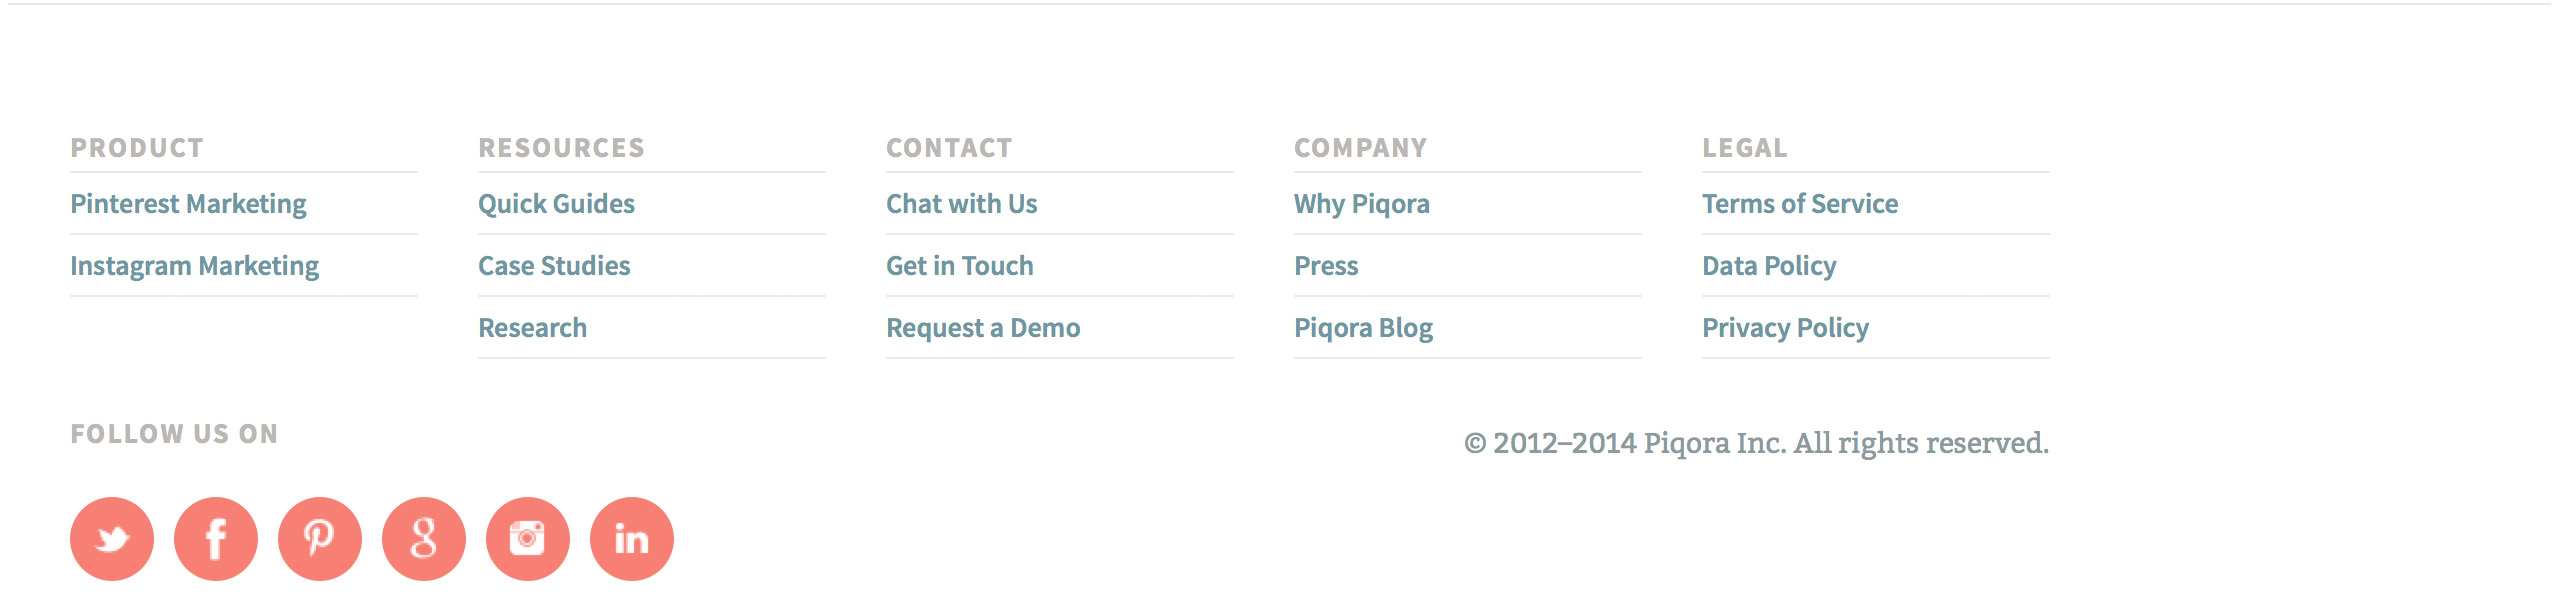 PRODUCT
Pinterest Marketing
Instagram Marketing
RESOURCES
Quick Guides
Case Studies
Research
CONTACT
Chat with Us
Get in Touch
Request a Demo
COMPANY
Why Piqora
Press
Piqora Blog
LEGAL
Terms of Service
Data Policy
Privacy Policy
FOLLOW US ON
© 2012–2014 Piqora Inc. All rights reserved.